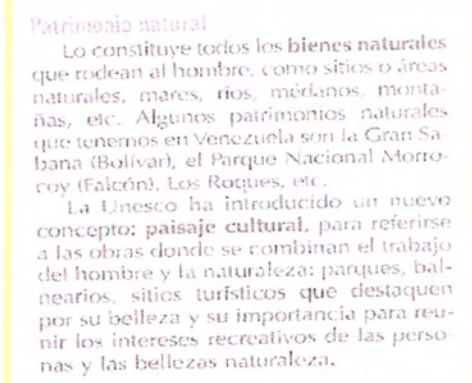 Patrimonio natural
Lo constituye todos los bienes naturales
que rodean al hombre, como sitios o áreas
naturales, mares, ríos, médanos, monta-
ñas, etc. Algunos patrimonios naturales
que tenemos en Venezuela son la Gran Sa-
bana (Bolívar), el Parque Nacional Morro-
coy (Falcón), Los Roques, etc.
La Unesco ha introducido un nuevo
concepto: paisaje cultural, para referirse
a las obras donde se combinan el trabajo
del hombre y la naturaleza: parques, bal-
nearios, sitios turísticos que destaquen
por su belleza y su importancia para reu-
nir los intereses recreativos de las perso-
nas y las bellezas naturaleza.